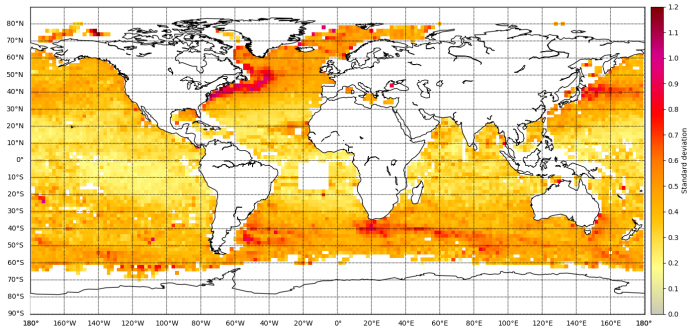 90°N
80°N
70°N
60°N
50°N
40°N
30°N
20°N
10°N
0°
10°S
20°S
30°S
40°S
50°S
60°S
70°S
80°S
90°S
180° 160°W 140°W 120°W 100°W 80°W 60°W 40°W 20°W 0° 20°E 40°E 60°E 80°E 100°E 120°E 140°E 160°E 180°
1.2
1.1
1.0
0.9
0.8
0.7
0.6
0.5
0.4
0.3
0.2
0.1
0.0
Standard deviation